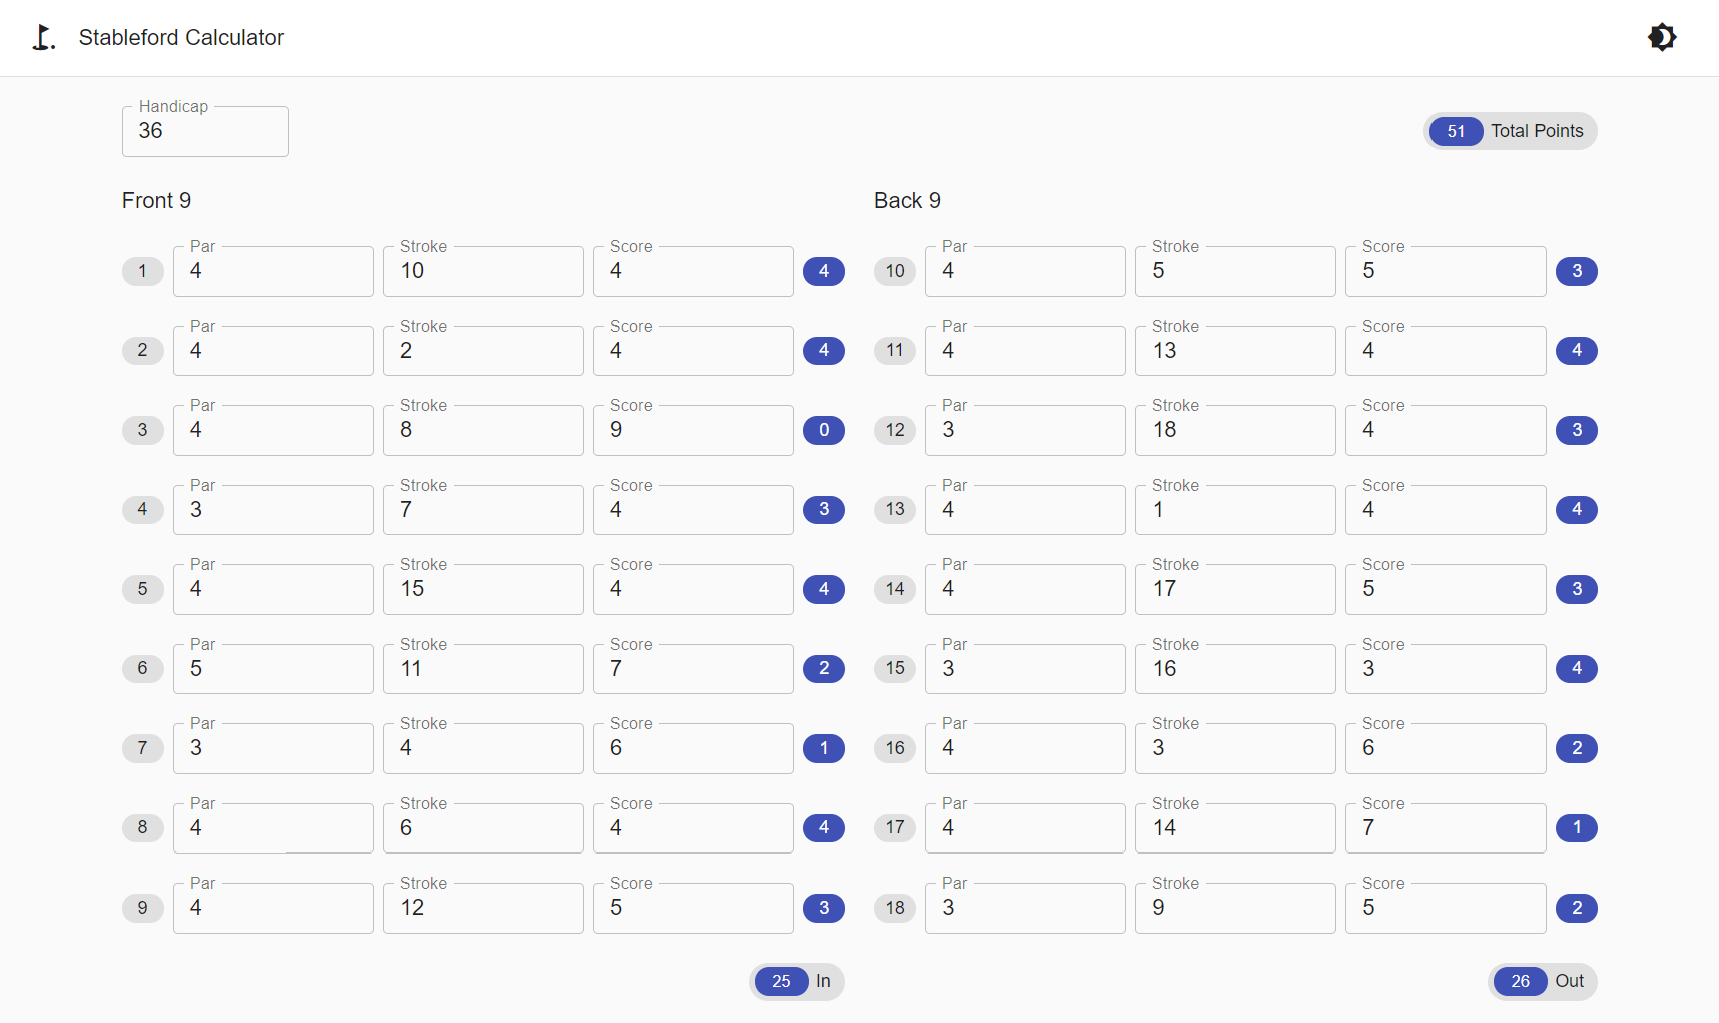 Stableford Calculator
Handicap
36
51 Total Points
Front 9
Par Stroke Score
1 4 10 4 4
Par Stroke Score
2 4 2 4 4
Par Stroke Score
3 4 8 9 0
Par Stroke Score
4 3 7 4 3
Par Stroke Score
5 4 15 4 4
Par Stroke Score
6 5 11 7 2
Par Stroke Score
7 3 4 6 1
Par Stroke Score
8 4 6 4 4
Par Stroke Score
9 4 12 5 3
25 In
Back 9
Par Stroke Score
10 4 5 5 3
Par Stroke Score
11 4 13 4 4
Par Stroke Score
12 3 18 4 3
Par Stroke Score
13 4 1 4 4
Par Stroke Score
14 4 17 5 3
Par Stroke Score
15 3 16 3 4
Par Stroke Score
16 4 3 6 2
Par Stroke Score
17 4 14 7 1
Par Stroke Score
18 3 9 5 2
26 Out